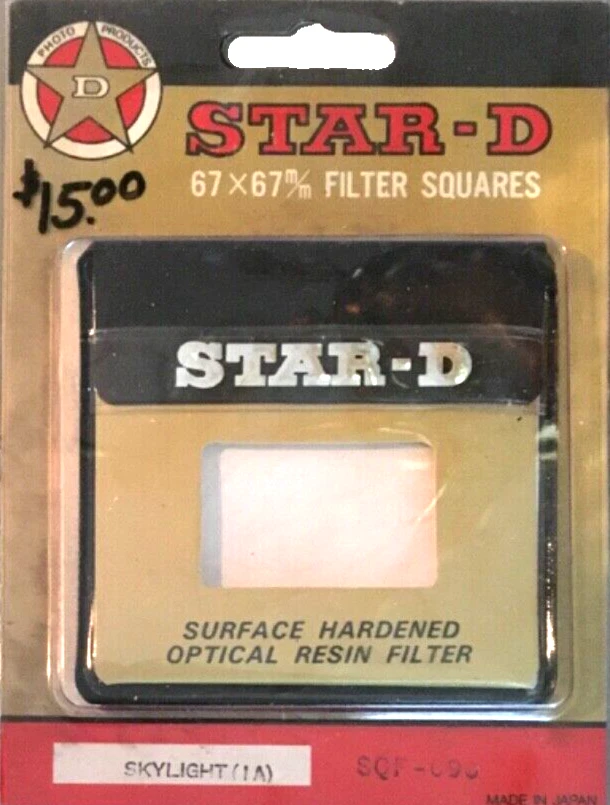 PHOTO PRODUCTS
D
STAR-D
$15.00
67×67 m/m FILTER SQUARES
STAR-D
SURFACE HARDENED
OPTICAL RESIN FILTER
SKYLIGHT(1A)
MADE IN JAPAN